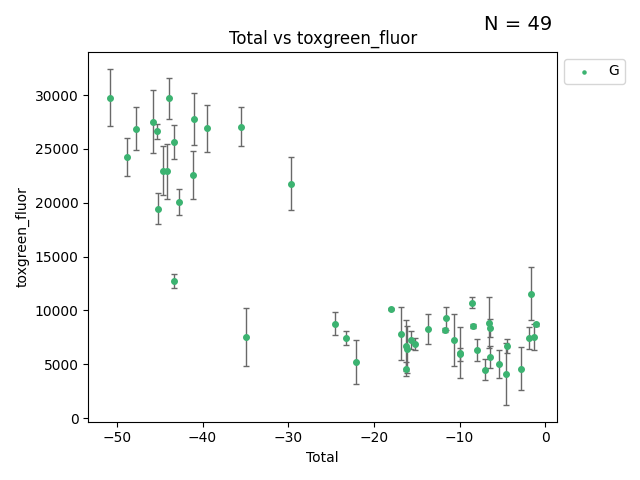 N = 49
Total vs toxgreen_fluor
G
30000
25000
20000
15000
10000
5000
0
toxgreen_fluor
−50 −40 −30 −20 −10 0
Total